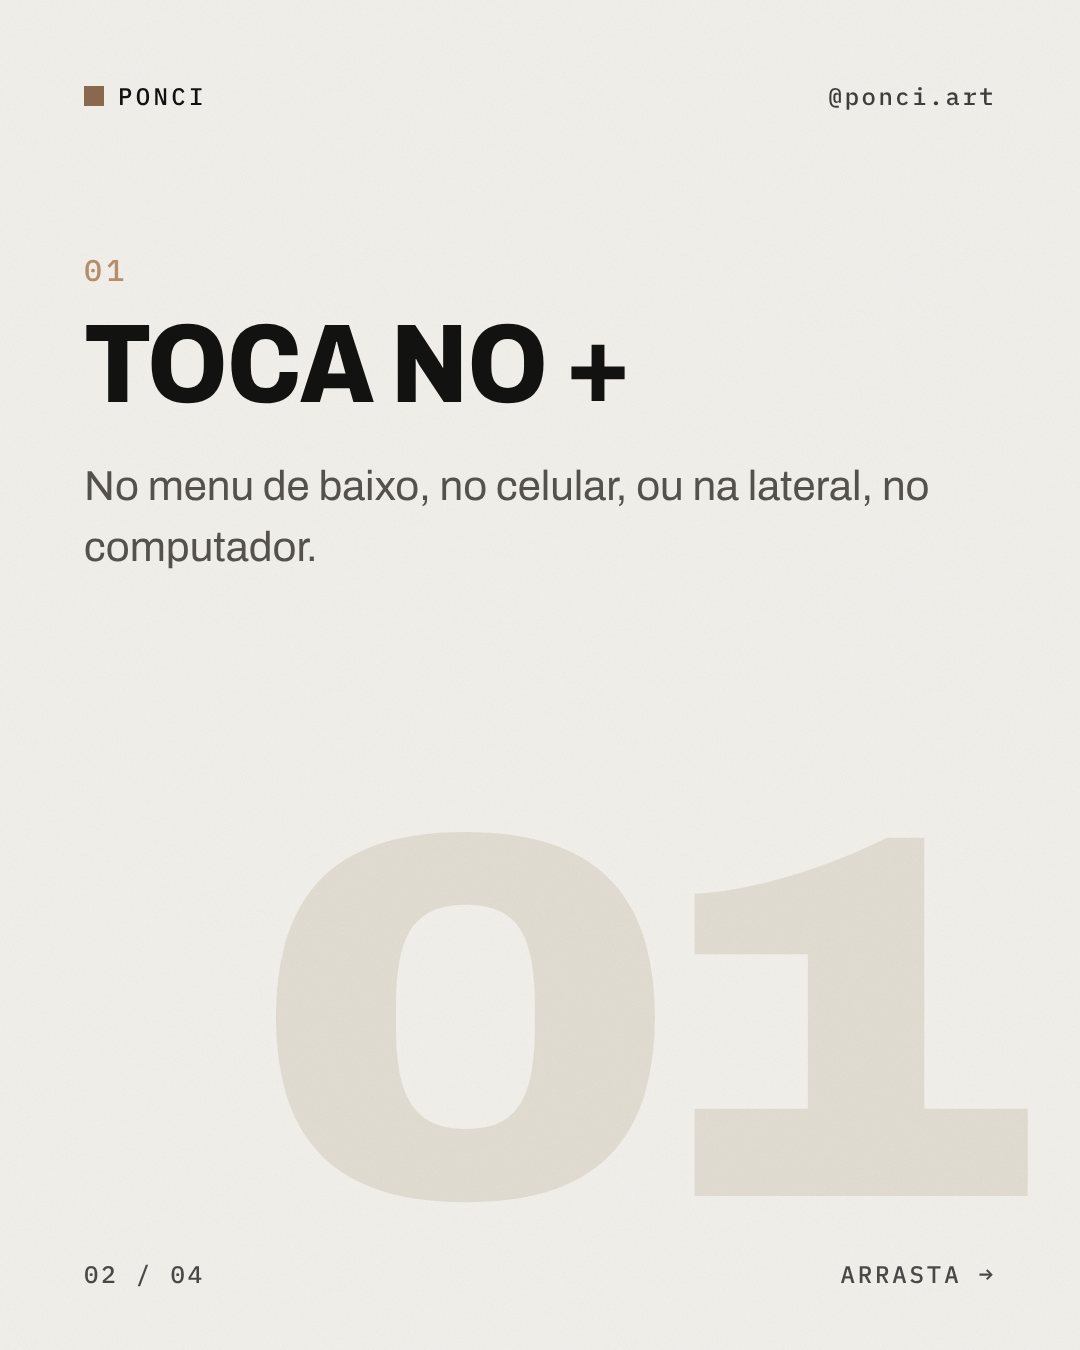 PONCI
@ponci.art
01
TOCA NO +
No menu de baixo, no celular, ou na lateral, no
computador.
01
02 / 04
ARRASTA →